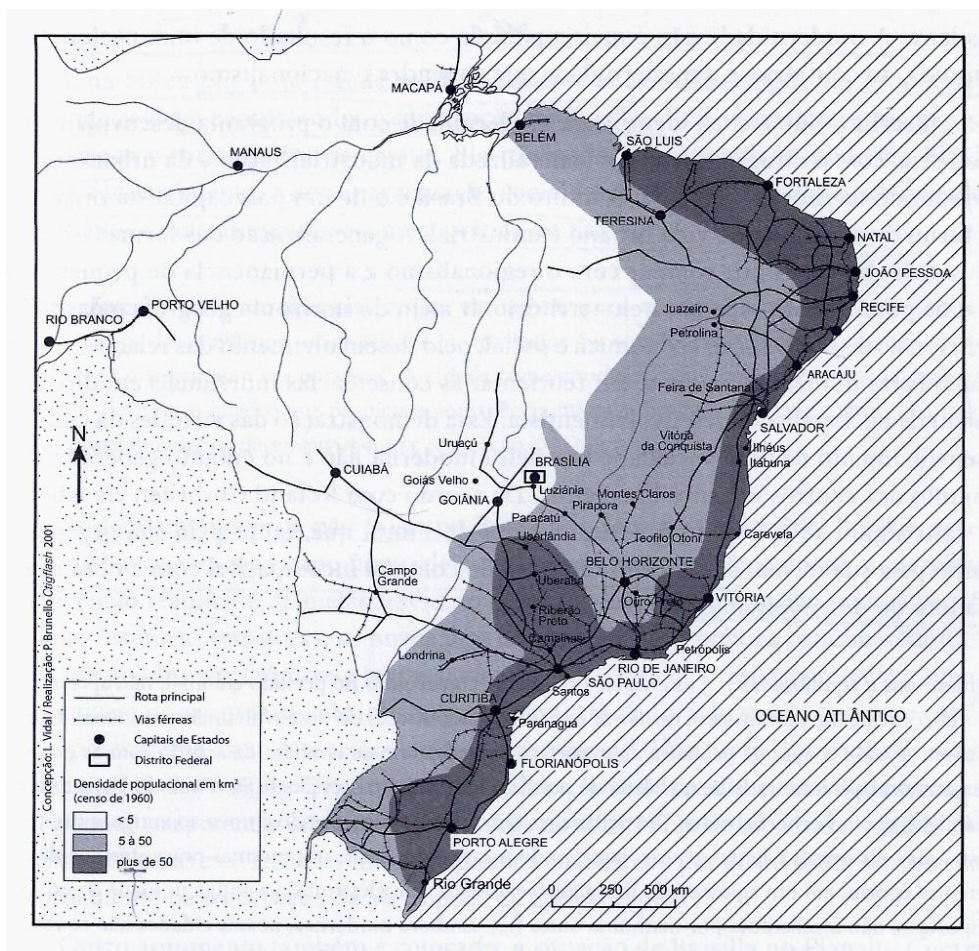 MACAPÁ
BELÉM
MANAUS
SÃO LUIS
FORTALEZA
TERESINA
NATAL
JOÃO PESSOA
RECIFE
PORTO VELHO
RIO BRANCO
Juazeiro
Petrolina
ARACAJU
Feira de Santana
SALVADOR
Vitória
da Conquista
Ilhéus
Itabuna
N
Uruaçú
CUIABÁ
Goiás Velho
BRASÍLIA
Luziânia
GOIÂNIA
Montes Claros
Pirapora
Paracatú
Uberlândia
Teofilo Otoni
Caravela
BELO HORIZONTE
Campo
Grande
Uberaba
Ouro Preto
VITÓRIA
Riberão
Preto
Campinas
Petrópolis
Londrina
RIO DE JANEIRO
SÃO PAULO
Santos
CURITIBA
Paranaguá
OCEANO ATLÂNTICO
FLORIANÓPOLIS
PORTO ALEGRE
Rio Grande
0 250 500 km
Rota principal
Vias férreas
Capitais de Estados
Distrito Federal
Densidade populacional em km²
(censo de 1960)
< 5
5 à 50
plus de 50
Concepção: L. Vidal / Realização: P. Brunello Ctigflash 2001